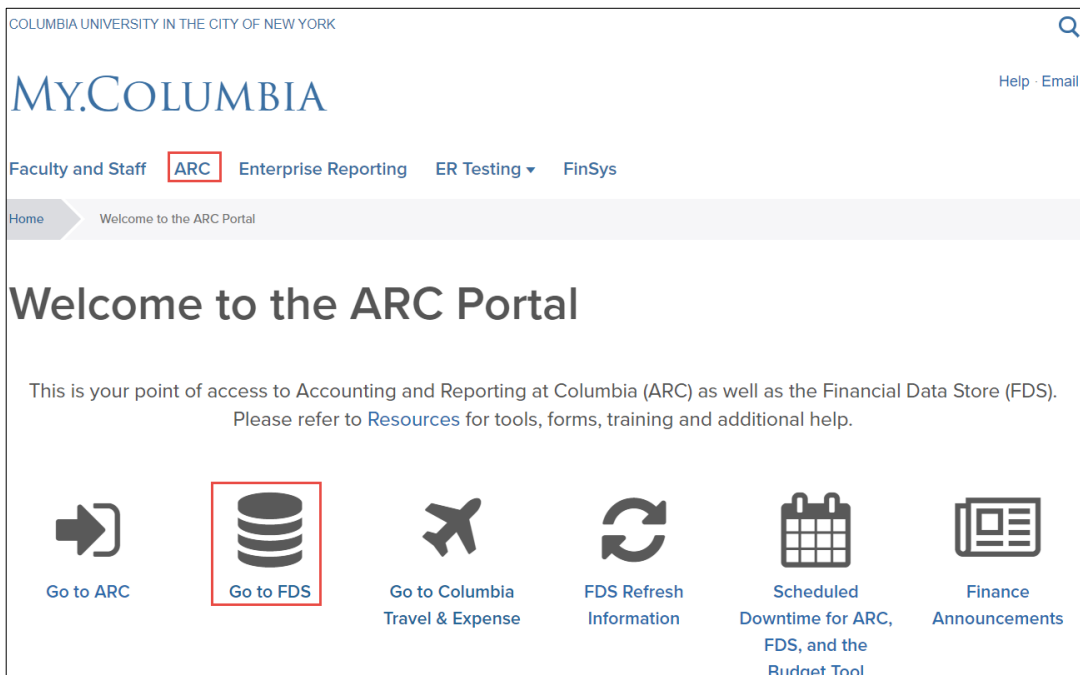 COLUMBIA UNIVERSITY IN THE CITY OF NEW YORK
MY.COLUMBIA
Help · Email
Faculty and Staff ARC Enterprise Reporting ER Testing FinSys
Home Welcome to the ARC Portal
Welcome to the ARC Portal
This is your point of access to Accounting and Reporting at Columbia (ARC) as well as the Financial Data Store (FDS).
Please refer to Resources for tools, forms, training and additional help.
Go to ARC
Go to FDS
Go to Columbia
Travel & Expense
FDS Refresh
Information
Scheduled
Downtime for ARC,
FDS, and the
Budget Tool
Finance
Announcements